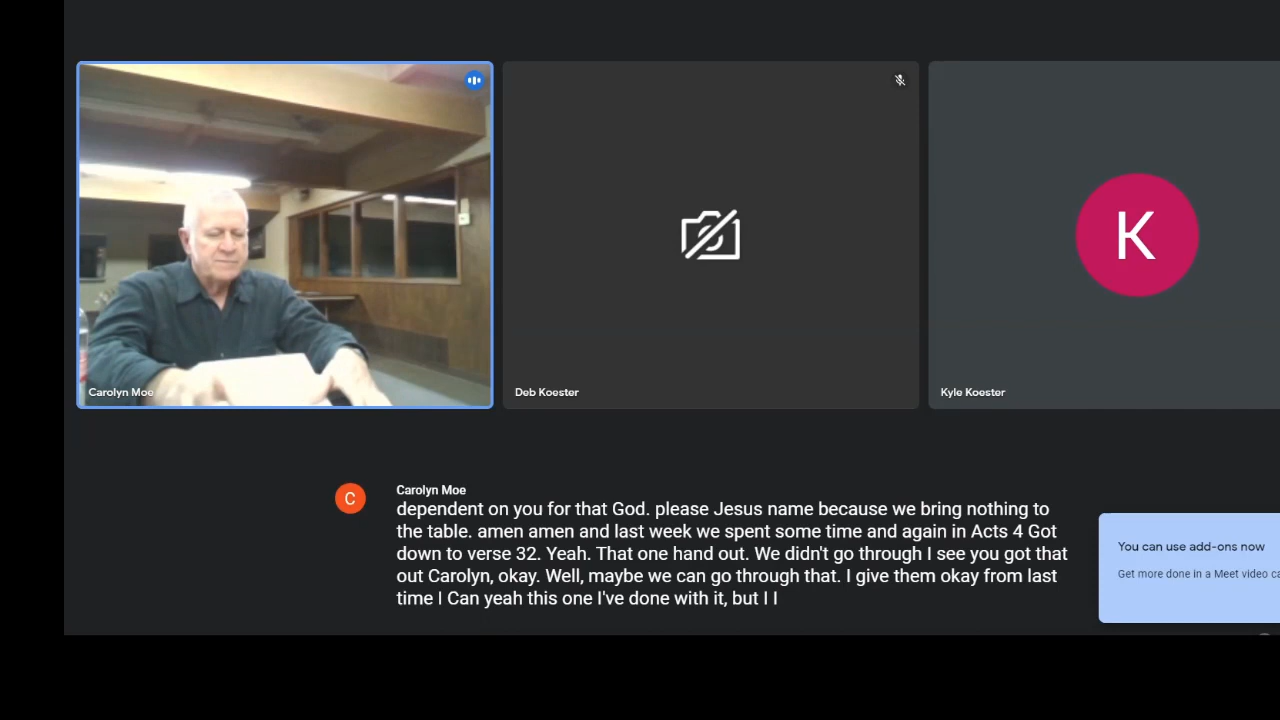 K
Carolyn Moe
Deb Koester
Kyle Koester
C
Carolyn Moe
dependent on you for that God. please Jesus name because we bring nothing to
the table. amen amen and last week we spent some time and again in Acts 4 Got
down to verse 32. Yeah. That one hand out. We didn't go through I see you got that
out Carolyn, okay. Well, maybe we can go through that. I give them okay from last
time I Can yeah this one I've done with it, but I I
You can use add-ons now
Get more done in a Meet video ca